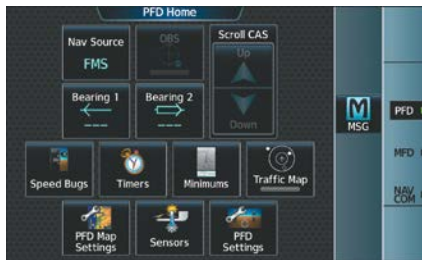 PFD Home
Nav Source
FMS
OBS
Scroll CAS
Up
Down
Bearing 1
---
Bearing 2
---
M
MSG
PFD
MFD
NAV
COM
Speed Bugs
Timers
Minimums
Traffic Map
PFD Map
Settings
Sensors
PFD
Settings